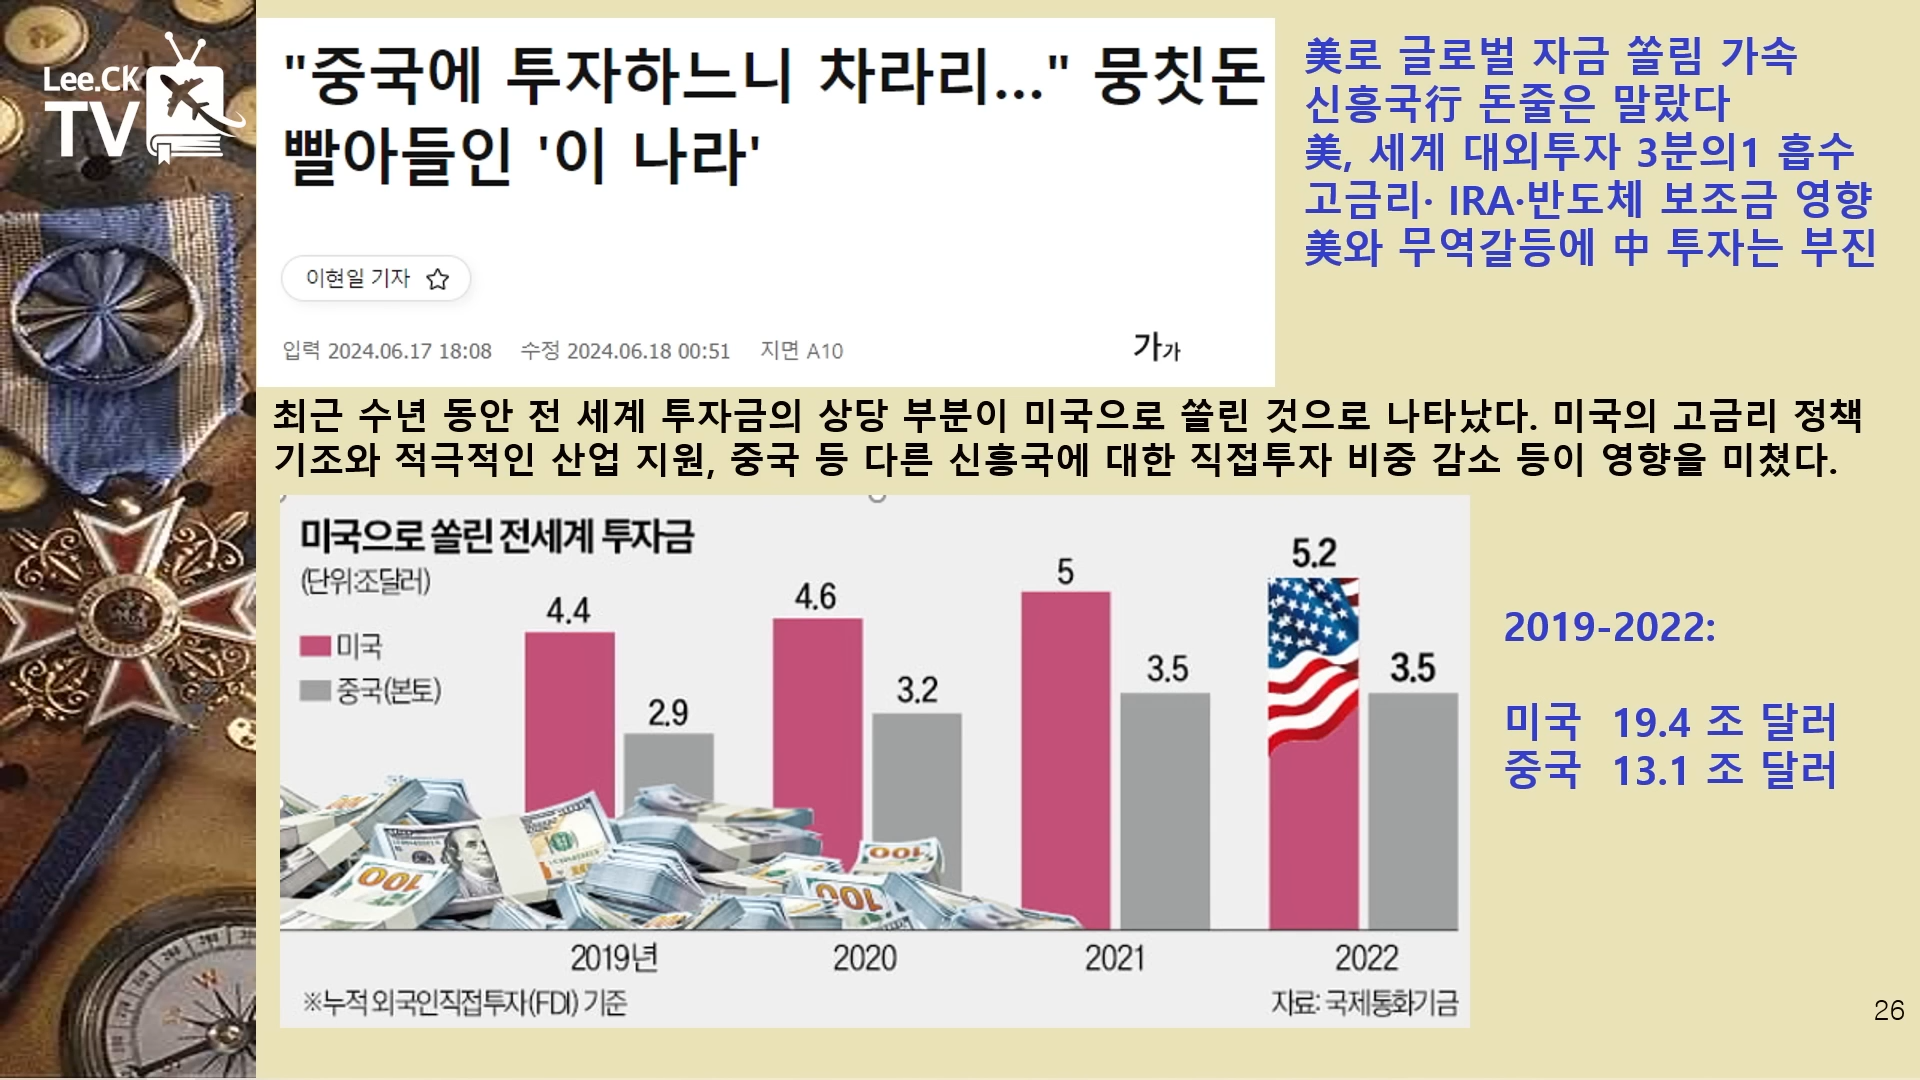 Lee.CK
TV
"중국에 투자하느니 차라리..." 뭉칫돈
빨아들인 '이 나라'
이현일 기자
입력 2024.06.17 18:08 수정 2024.06.18 00:51 지면 A10
가가
美로 글로벌 자금 쏠림 가속
신흥국行 돈줄은 말랐다
美, 세계 대외투자 3분의1 흡수
고금리· IRA·반도체 보조금 영향
美와 무역갈등에 中 투자는 부진
최근 수년 동안 전 세계 투자금의 상당 부분이 미국으로 쏠린 것으로 나타났다. 미국의 고금리 정책
기조와 적극적인 산업 지원, 중국 등 다른 신흥국에 대한 직접투자 비중 감소 등이 영향을 미쳤다.
미국으로 쏠린 전세계 투자금
(단위:조달러)
미국
중국(본토)
4.4
2.9
4.6
3.2
5
3.5
5.2
3.5
100
100
100
2019년 2020 2021 2022
※누적 외국인직접투자(FDI) 기준
자료: 국제통화기금
2019-2022:
미국 19.4 조 달러
중국 13.1 조 달러
W
26